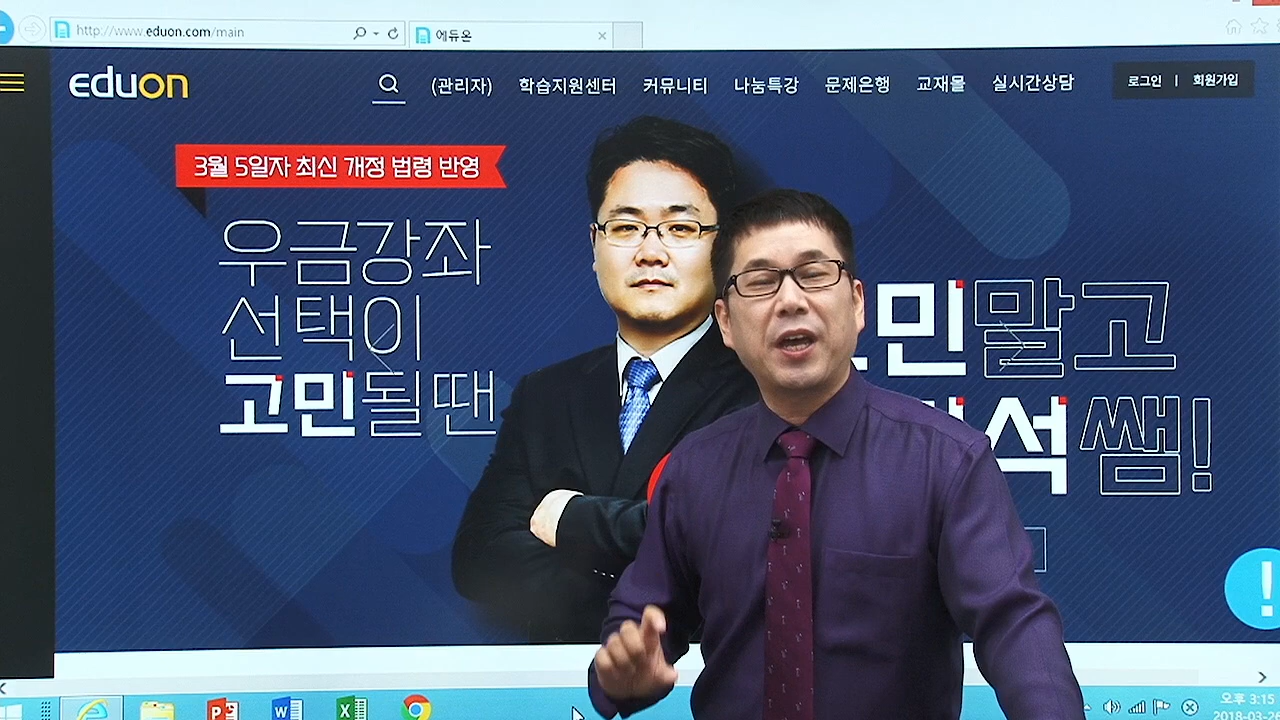 http://www.eduon.com/main
에듀온
eduon
(관리자) 학습지원센터 커뮤니티 나눔특강 문제은행 교재몰 실시간상담
로그인 | 회원가입
3월 5일자 최신 개정 법령 반영
우금강좌
선택이
고민될땐
민말고
석쌤!
!
오후 3:15